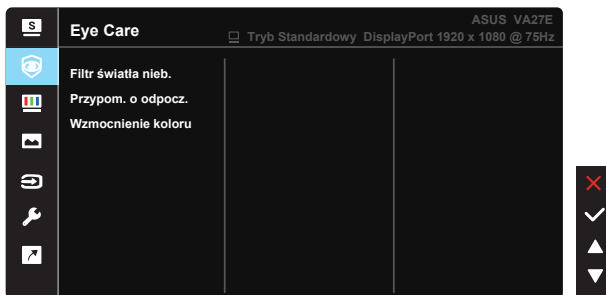 S
Eye Care
ASUS VA27E
Tryb Standardowy DisplayPort 1920 x 1080 @ 75Hz
Filtr światła nieb.
Przypom. o odpocz.
Wzmocnienie koloru